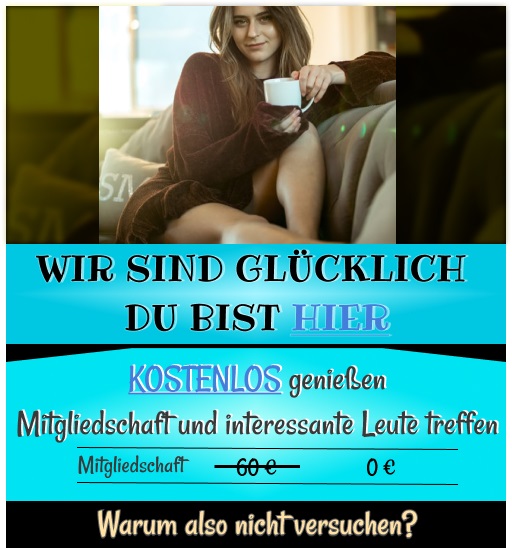 WIR SIND GLÜCKLICH
DU BIST HIER
KOSTENLOS genießen
Mitgliedschaft und interessante Leute treffen
Mitgliedschaft 60 € 0 €
Warum also nicht versuchen?